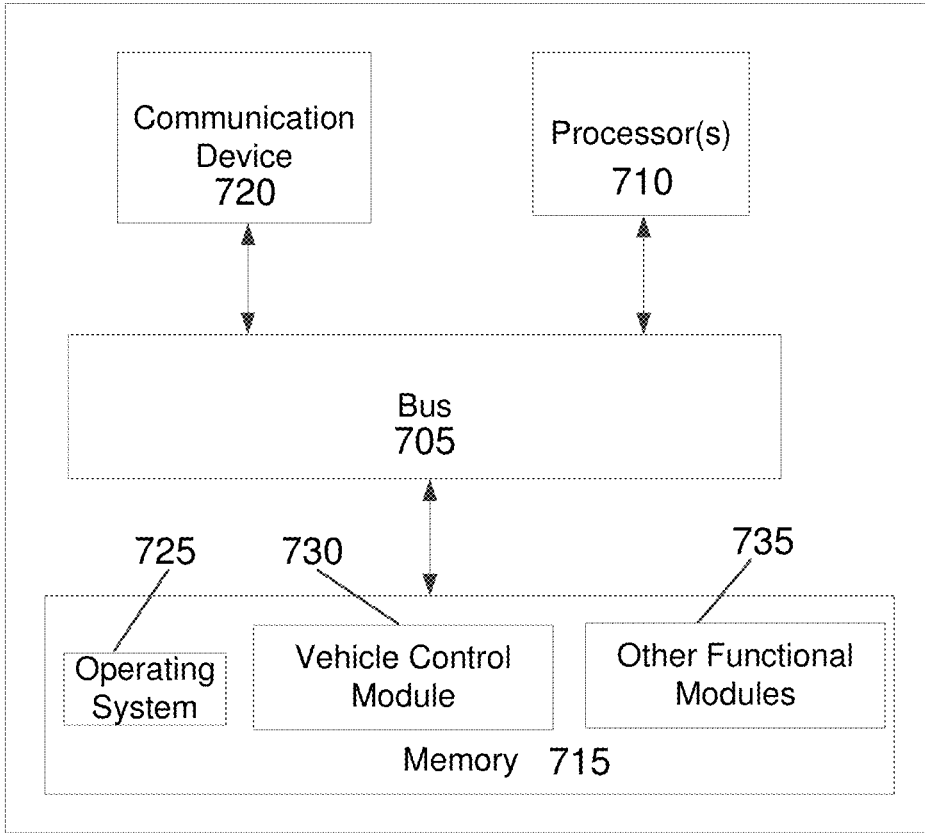 Communication
Device
720
Processor(s)
710
Bus
705
725
730
735
Operating
System
Vehicle Control
Module
Other Functional
Modules
Memory 715